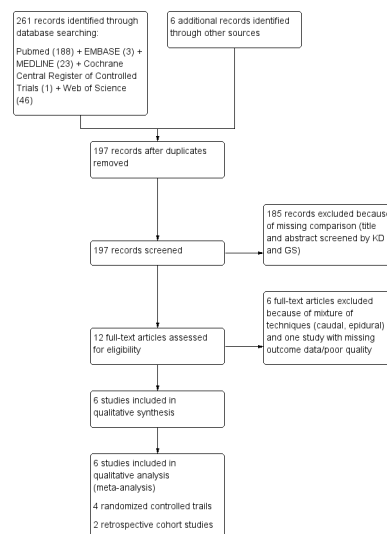 261 records identified
through database
searching:
Pubmed (188) + EMBASE (3) +
MEDLINE (23) + Cochrane
Central Register of Controlled
Trials (1) + Web of Science
(46)
6 additional records identified
through other sources
197 records after duplicates
removed
197 records screened
185 records excluded because
of missing comparison (title
and abstract screened by KD
and GS)
12 full-text articles assessed
for eligibility
6 full-text articles excluded
because of mixture of
techniques (caudal, epidural)
and one study with missing
outcome data/poor quality
6 studies included in
qualitative synthesis
6 studies included in
qualitative analysis
(meta-analysis)
4 randomized controlled trails
2 retrospective cohort studies